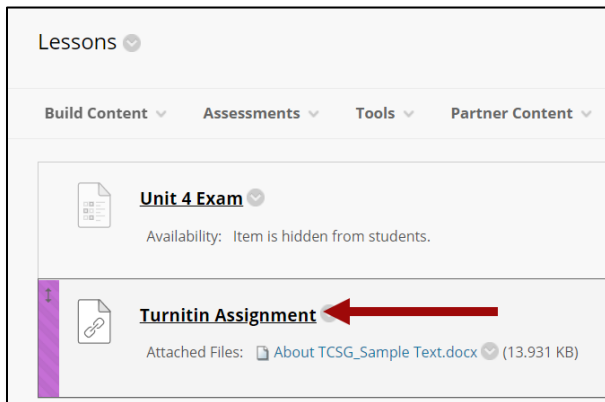 Lessons
Build Content Assessments Tools Partner Content
Unit 4 Exam
Availability: Item is hidden from students.
Turnitin Assignment
Attached Files: About TCSG_Sample Text.docx (13.931 KB)